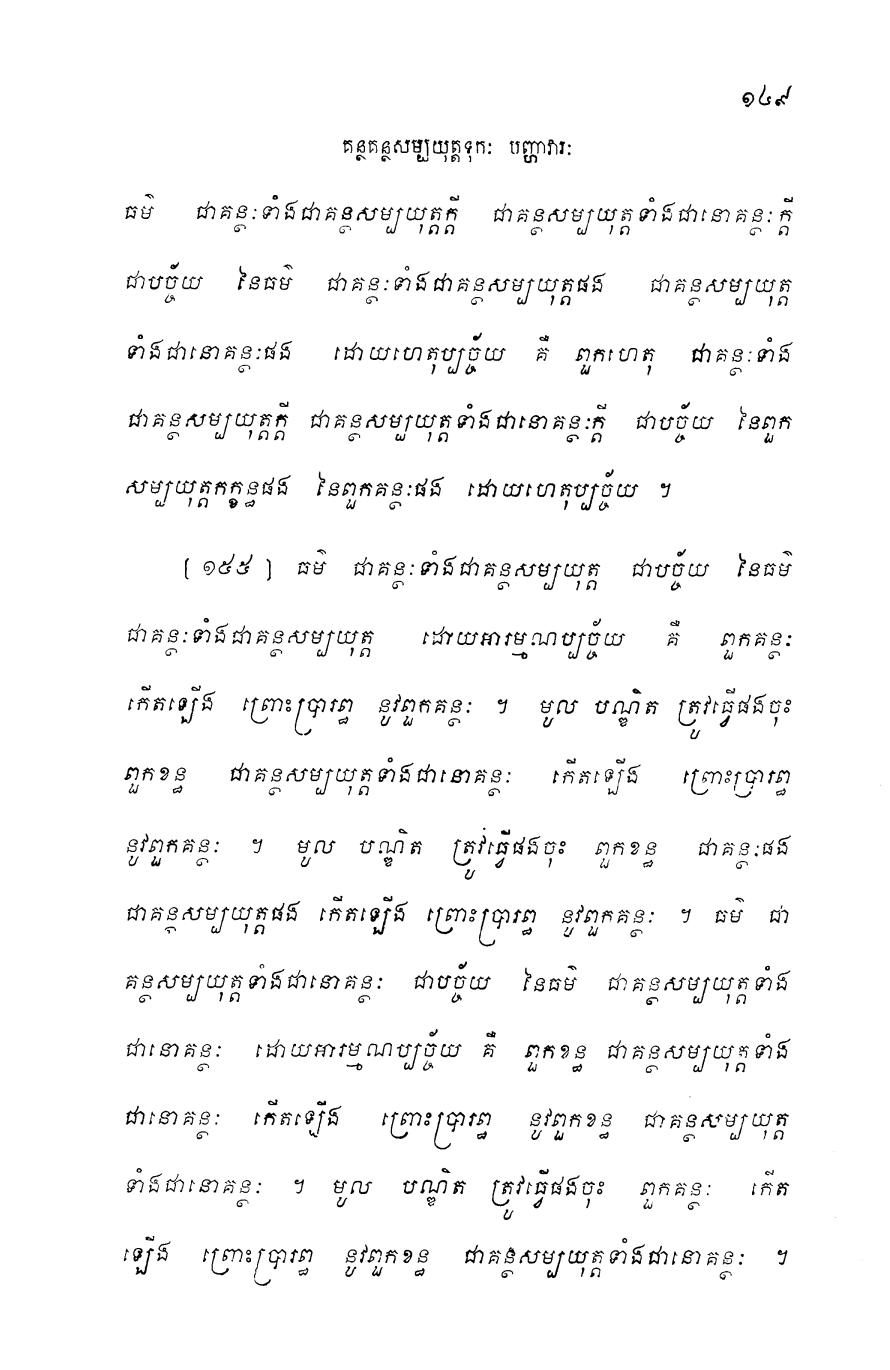 ១៤៩
គន្ថគន្ថសម្បយុត្តទុកៈ បញ្ហាវារៈ
ធម៌ ជាគន្ថៈទាំងជាគន្ថសម្បយុត្តក្តី ជាគន្ថសម្បយុត្តទាំងជានោគន្ថៈក្តី
ជាបច្ច័យ នៃធម៌ ជាគន្ថៈទាំងជាគន្ថសម្បយុត្តផង ជាគន្ថសម្បយុត្ត
ទាំងជានោគន្ថៈផង ដោយហេតុប្បច្ច័យ គឺ ពួកហេតុ ជាគន្ថៈទាំង
ជាគន្ថសម្បយុត្តក្តី ជាគន្ថសម្បយុត្តទាំងជានោគន្ថៈក្តី ជាបច្ច័យ នៃពួក
សម្បយុត្តកក្ខន្ធផង នៃពួកគន្ថៈផង ដោយហេតុប្បច្ច័យ ។
[ ១៥៥ ] ធម៌ ជាគន្ថៈទាំងជាគន្ថសម្បយុត្ត ជាបច្ច័យ នៃធម៌
ជាគន្ថៈទាំងជាគន្ថសម្បយុត្ត ដោយអារម្មណប្បច្ច័យ គឺ ពួកគន្ថៈ
កើតឡើង ព្រោះប្រារព្ធ នូវពួកគន្ថៈ ។ មូល បណ្ឌិត ត្រូវធ្វើផងចុះ
ពួកខន្ធ ជាគន្ថសម្បយុត្តទាំងជានោគន្ថៈ កើតឡើង ព្រោះប្រារព្ធ
នូវពួកគន្ថៈ ។ មូល បណ្ឌិត ត្រូវធ្វើផងចុះ ពួកខន្ធ ជាគន្ថៈផង
ជាគន្ថសម្បយុត្តផង កើតឡើង ព្រោះប្រារព្ធ នូវពួកគន្ថៈ ។ ធម៌ ជា
គន្ថសម្បយុត្តទាំងជានោគន្ថៈ ជាបច្ច័យ នៃធម៌ ជាគន្ថសម្បយុត្តទាំង
ជានោគន្ថៈ ដោយអារម្មណប្បច្ច័យ គឺ ពួកខន្ធ ជាគន្ថសម្បយុត្តទាំង
ជានោគន្ថៈ កើតឡើង ព្រោះប្រារព្ធ នូវពួកខន្ធ ជាគន្ថសម្បយុត្ត
ទាំងជានោគន្ថៈ ។ មូល បណ្ឌិត ត្រូវធ្វើផងចុះ ពួកគន្ថៈ កើត
ឡើង ព្រោះប្រារព្ធ នូវពួកខន្ធ ជាគន្ថសម្បយុត្តទាំងជានោគន្ថៈ ។